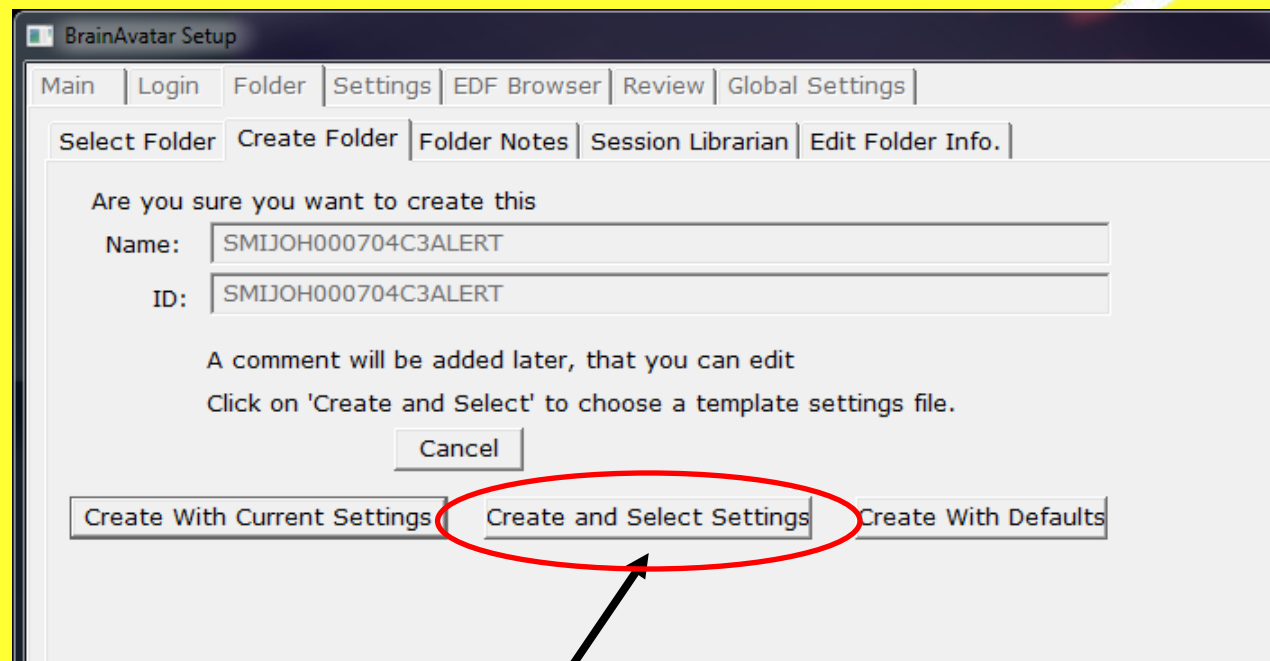 BrainAvatar Setup
Main Login Folder Settings EDF Browser Review Global Settings
Select Folder Create Folder Folder Notes Session Librarian Edit Folder Info.
Are you sure you want to create this
Name: SMIJOH000704C3ALERT
ID: SMIJOH000704C3ALERT
A comment will be added later, that you can edit
Click on 'Create and Select' to choose a template settings file.
Cancel
Create With Current Settings Create and Select Settings Create With Defaults